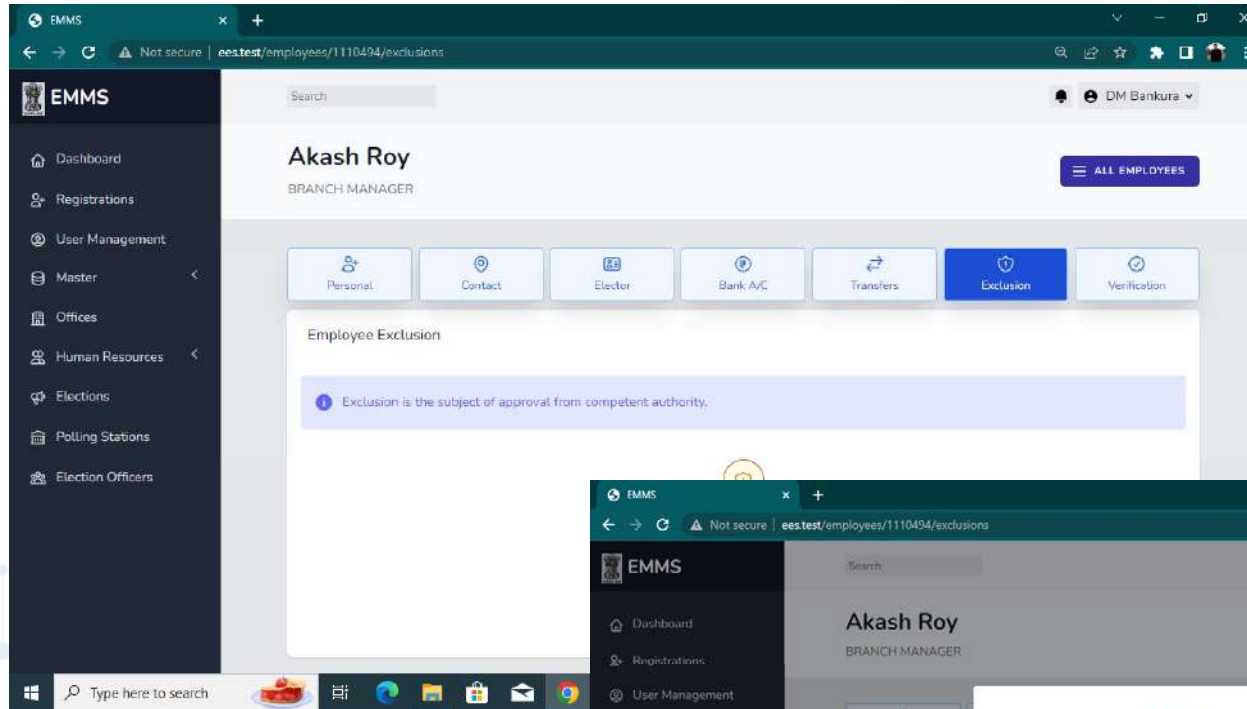 EMMS
Not secure | ees.test/employees/1110494/exclusions
EMMS
Search
DM Bankura
Akash Roy
BRANCH MANAGER
ALL EMPLOYEES
Dashboard
Registrations
User Management
Master
Offices
Human Resources
Elections
Polling Stations
Election Officers
Personal
Contact
Elector
Bank A/C
Transfers
Exclusion
Verification
Employee Exclusion
Exclusion is the subject of approval from competent authority.
Type here to search
EMMS
Not secure | ees.test/employees/1110494/exclusions
EMMS
Search
Akash Roy
BRANCH MANAGER
Dashboard
Registrations
User Management